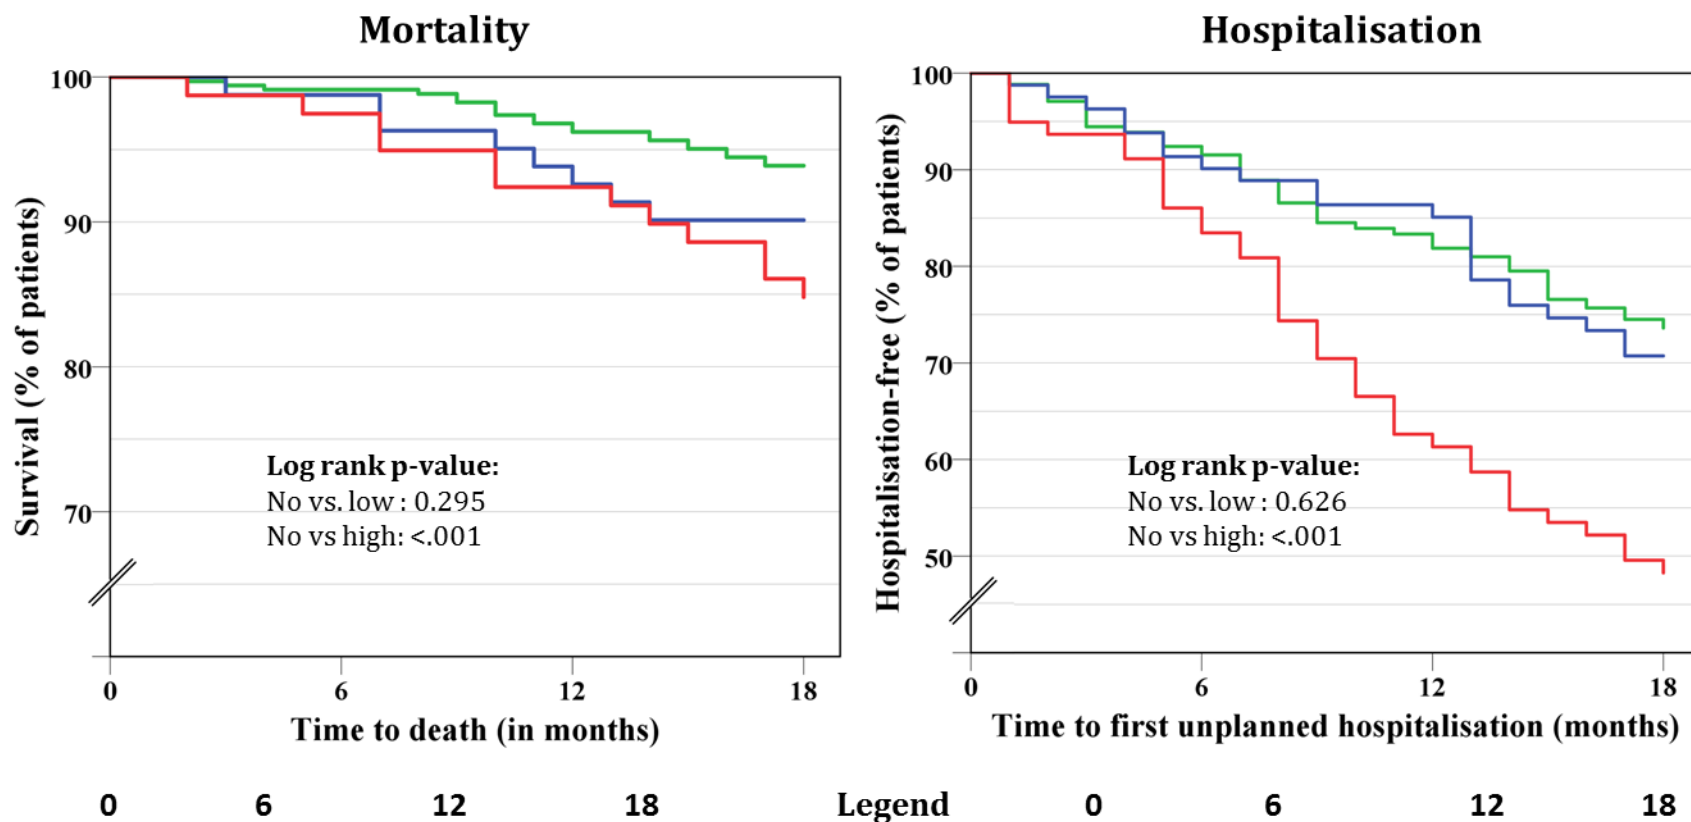 Mortality
100
90
80
70
Survival (% of patients)
Log rank p-value:
No vs. low : 0.295
No vs high: <.001
0 6 12 18
Time to death (in months)
Hospitalisation
100
90
80
70
60
50
Hospitalisation-free (% of patients)
Log rank p-value:
No vs. low : 0.626
No vs high: <.001
0 6 12 18
Time to first unplanned hospitalisation (months)
0 6 12 18 Legend 0 6 12 18